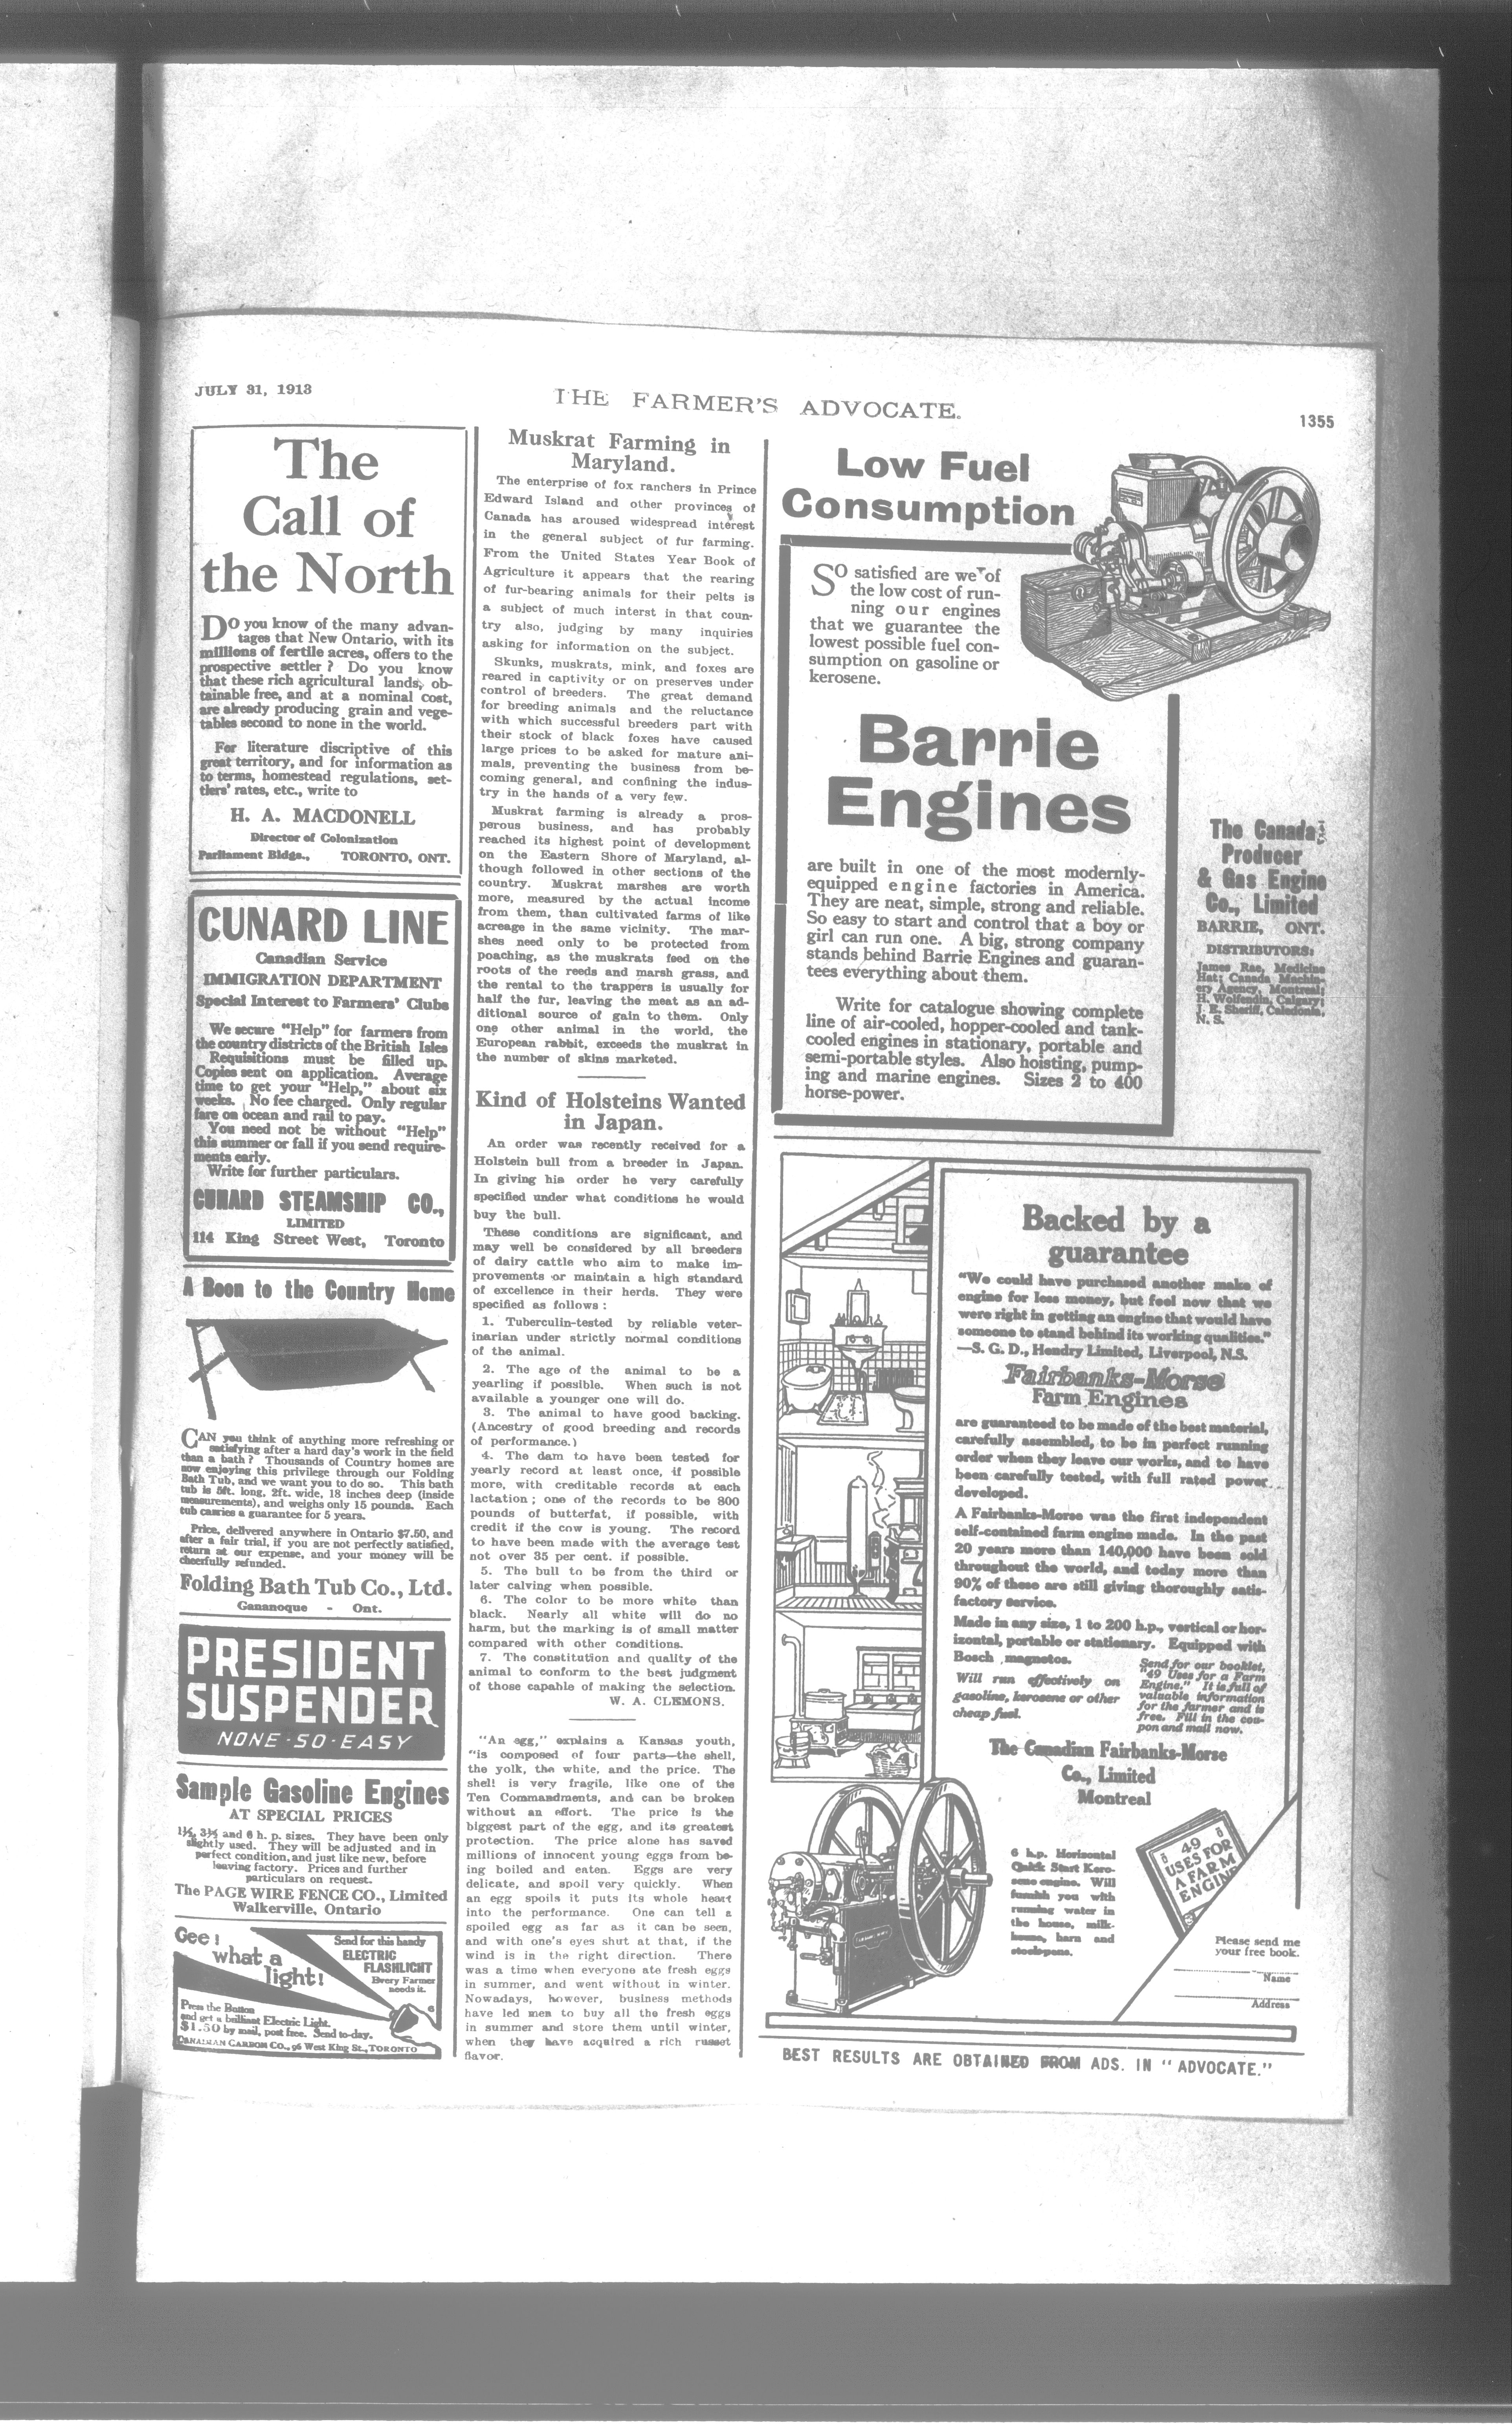 JULY 31, 1913
THE FARMER'S ADVOCATE.
1355
The
Call of
the North
DO you know of the many advan-
tages that New Ontario, with its
millions of fertile acres, offers to the
prospective settler? Do you know
that these rich agricultural lands, ob-
tainable free, and at a nominal cost,
are already producing grain and vege-
tables second to none in the world.
For literature discriptive of this
great territory, and for information as
to terms, homestead regulations, set-
tlers' rates, etc., write to
H. A. MACDONELL
Director of Colonization
Parliament Bldgs., TORONTO, ONT.
CUNARD LINE
Canadian Service
IMMIGRATION DEPARTMENT
Special Interest to Farmers' Clubs
We secure "Help" for farmers from
the country districts of the British Isles
Requisitions must be filled up.
Copies sent on application. Average
time to get your "Help," about six
weeks. No fee charged. Only regular
fare on ocean and rail to pay.
You need not be without "Help"
this summer or fall if you send require-
ments early.
Write for further particulars.
CUNARD STEAMSHIP CO.,
LIMITED
114 King Street West, Toronto
A Boon to the Country Home
CAN you think of anything more refreshing or
satisfying after a hard day's work in the field
than a bath? Thousands of Country homes are
now enjoying this privilege through our Folding
Bath Tub, and we want you to do so. This bath
tub is 5ft. long, 2ft. wide, 18 inches deep (inside
measurements), and weighs only 15 pounds. Each
tub carries a guarantee for 5 years.
Price, delivered anywhere in Ontario $7.50, and
after a fair trial, if you are not perfectly satisfied,
return at our expense, and your money will be
cheerfully refunded.
Folding Bath Tub Co., Ltd.
Gananoque - Ont.
PRESIDENT
SUSPENDER
NONE-SO-EASY
Sample Gasoline Engines
AT SPECIAL PRICES
1½, 3½ and 6 h. p. sizes. They have been only
slightly used. They will be adjusted and in
perfect condition, and just like new, before
leaving factory. Prices and further
particulars on request.
The PAGE WIRE FENCE CO., Limited
Walkerville, Ontario
Gee!
what a
light!
Send for this handy
ELECTRIC
FLASHLIGHT
Every Farmer
needs it.
Press the Button
and get a brilliant Electric Light.
$1.50 by mail, post free. Send to-day.
CANADIAN CARBON CO., 96 West King St., TORONTO
6
Muskrat Farming in
Maryland.
The enterprise of fox ranchers in Prince
Edward Island and other provinces of
Canada has aroused widespread interest
in the general subject of fur farming.
From the United States Year Book of
Agriculture it appears that the rearing
of fur-bearing animals for their pelts is
a subject of much interst in that coun-
try also, judging by many inquiries
asking for information on the subject.
Skunks, muskrats, mink, and foxes are
reared in captivity or on preserves under
control of breeders. The great demand
for breeding animals and the reluctance
with which successful breeders part with
their stock of black foxes have caused
large prices to be asked for mature ani-
mals, preventing the business from be-
coming general, and confining the indus-
try in the hands of a very few.
Muskrat farming is already a pros-
perous business, and has probably
reached its highest point of development
on the Eastern Shore of Maryland, al-
though followed in other sections of the
country. Muskrat marshes are worth
more, measured by the actual income
from them, than cultivated farms of like
acreage in the same vicinity. The mar-
shes need only to be protected from
poaching, as the muskrats feed on the
roots of the reeds and marsh grass, and
the rental to the trappers is usually for
half the fur, leaving the meat as an ad-
ditional source of gain to them. Only
one other animal in the world, the
European rabbit, exceeds the muskrat in
the number of skins marketed.
Kind of Holsteins Wanted
in Japan.
An order was recently received for a
Holstein bull from a breeder in Japan.
In giving his order he very carefully
specified under what conditions he would
buy the bull.
These conditions are significant, and
may well be considered by all breeders
of dairy cattle who aim to make im-
provements or maintain a high standard
of excellence in their herds. They were
specified as follows :
1. Tuberculin-tested by reliable veter-
inarian under strictly normal conditions
of the animal.
2. The age of the animal to be a
yearling if possible. When such is not
available a younger one will do.
3. The animal to have good backing.
(Ancestry of good breeding and records
of performance.)
4. The dam to have been tested for
yearly record at least once, if possible
more, with creditable records at each
lactation ; one of the records to be 800
pounds of butterfat, if possible, with
credit if the cow is young. The record
to have been made with the average test
not over 35 per cent. if possible.
5. The bull to be from the third or
later calving when possible.
6. The color to be more white than
black. Nearly all white will do no
harm, but the marking is of small matter
compared with other conditions.
7. The constitution and quality of the
animal to conform to the best judgment
of those capable of making the selection.
W. A. CLEMONS.
"An egg," explains a Kansas youth,
"is composed of four parts—the shell,
the yolk, the white, and the price. The
shell is very fragile, like one of the
Ten Commandments, and can be broken
without an effort. The price is the
biggest part of the egg, and its greatest
protection. The price alone has saved
millions of innocent young eggs from be-
ing boiled and eaten. Eggs are very
delicate, and spoil very quickly. When
an egg spoils it puts its whole heart
into the performance. One can tell a
spoiled egg as far as it can be seen,
and with one's eyes shut at that, if the
wind is in the right direction. There
was a time when everyone ate fresh eggs
in summer, and went without in winter.
Nowadays, however, business methods
have led men to buy all the fresh eggs
in summer and store them until winter,
when they have acquired a rich russet
flavor.
Low Fuel
Consumption
SO satisfied are we of
the low cost of run-
ning our engines
that we guarantee the
lowest possible fuel con-
sumption on gasoline or
kerosene.
Barrie
Engines
are built in one of the most modernly-
equipped engine factories in America.
They are neat, simple, strong and reliable.
So easy to start and control that a boy or
girl can run one. A big, strong company
stands behind Barrie Engines and guaran-
tees everything about them.
Write for catalogue showing complete
line of air-cooled, hopper-cooled and tank-
cooled engines in stationary, portable and
semi-portable styles. Also hoisting, pump-
ing and marine engines. Sizes 2 to 400
horse-power.
The Canada
Producer
& Gas Engine
Co., Limited
BARRIE, ONT.
DISTRIBUTORS:
James Rae, Medicine
Hat; Canada Machin-
ery Agency, Montreal;
H. Wolfendin, Calgary;
J. E. Sheriff, Caledonia,
N. S.
Backed by a
guarantee
"We could have purchased another make of
engine for less money, but feel now that we
were right in getting an engine that would have
someone to stand behind its working qualities."
—S. G. D., Hendry Limited, Liverpool, N.S.
Fairbanks-Morse
Farm Engines
are guaranteed to be made of the best material,
carefully assembled, to be in perfect running
order when they leave our works, and to have
been carefully tested, with full rated power
developed.
A Fairbanks-Morse was the first independent
self-contained farm engine made. In the past
20 years more than 140,000 have been sold
throughout the world, and today more than
90% of these are still giving thoroughly satis-
factory service.
Made in any size, 1 to 200 h.p., vertical or hor-
izontal, portable or stationary. Equipped with
Bosch magnetos.
Will run effectively on
gasoline, kerosene or other
cheap fuel.
Send for our booklet,
"49 Uses for a Farm
Engine." It is full of
valuable information
for the farmer and is
free. Fill in the cou-
pon and mail now.
The Canadian Fairbanks-Morse
Co., Limited
Montreal
6 h.p. Horizontal
Quick Start Kero-
sene engine. Will
furnish you with
running water in
the house, milk-
house, barn and
stockpens.
49
USES FOR
A FARM
ENGINE
Please send me
your free book.
Name
Address
BEST RESULTS ARE OBTAINED FROM ADS. IN "ADVOCATE."